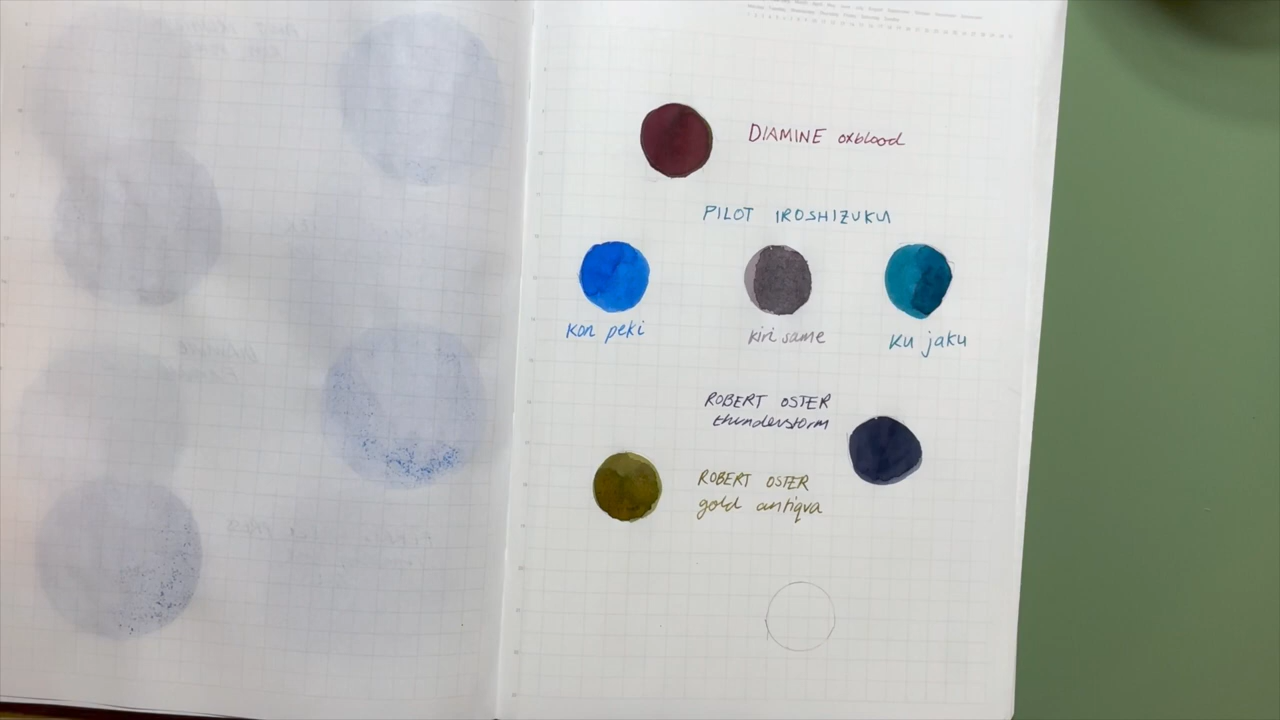 DIAMINE oxblood
PILOT IROSHIZUKU
kon peki
kiri same
ku jaku
ROBERT OSTER
thunderstorm
ROBERT OSTER
gold antiqua